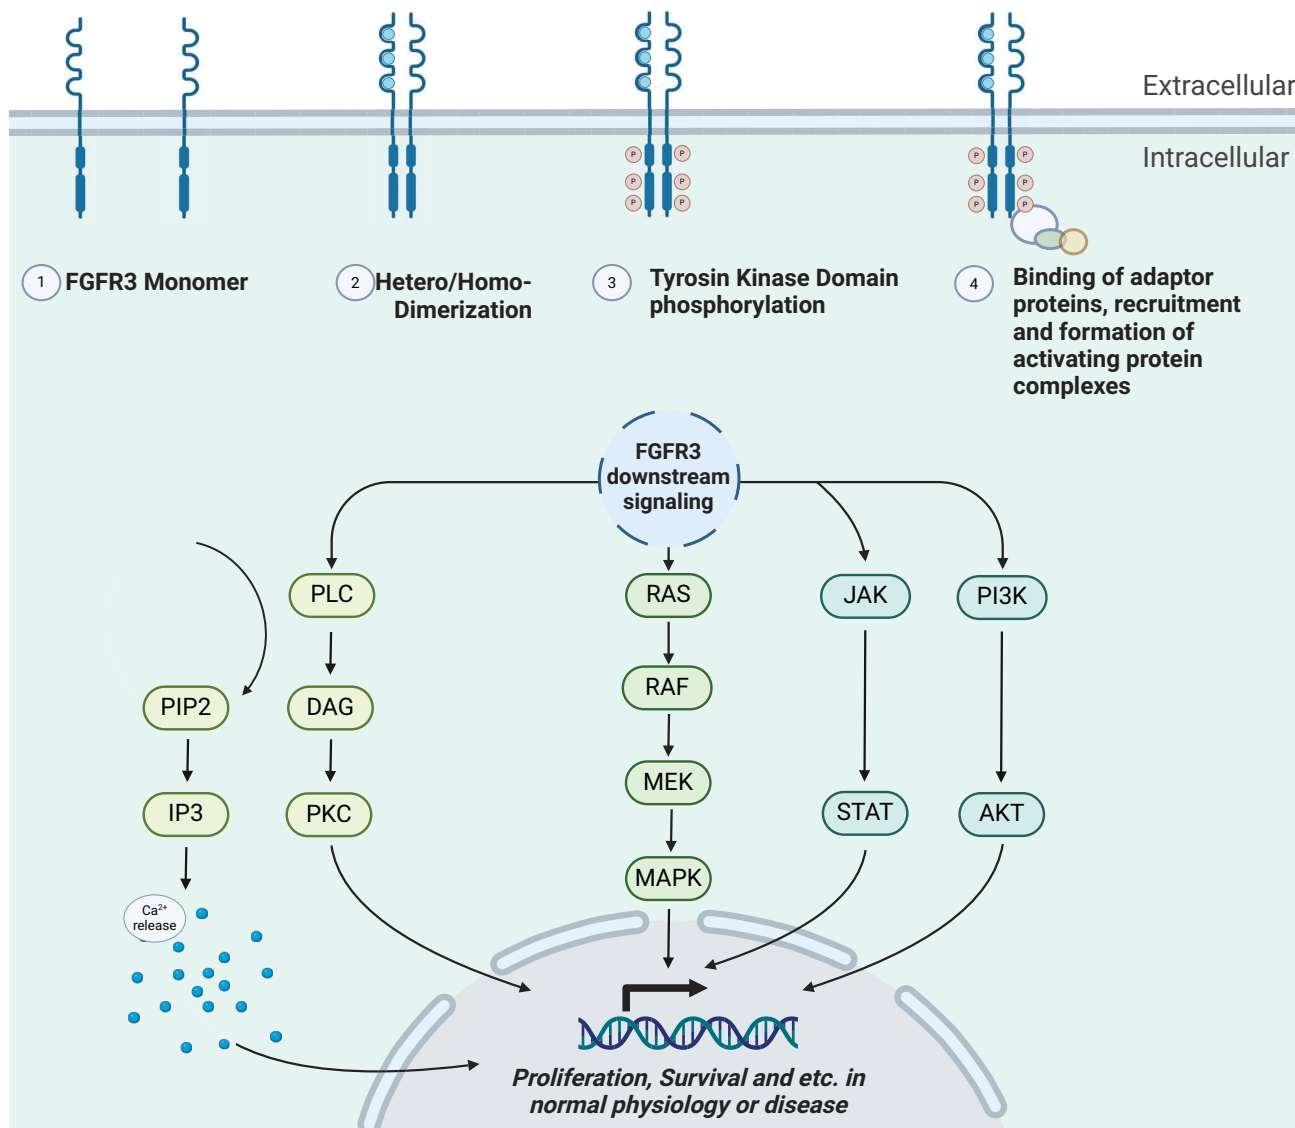 Extracellular
Intracellular
P P
P P
P P
P P
P P
P P
1 FGFR3 Monomer
2 Hetero/Homo-
Dimerization
3 Tyrosin Kinase Domain
phosphorylation
4 Binding of adaptor
proteins, recruitment
and formation of
activating protein
complexes
FGFR3
downstream
signaling
PLC
RAS
JAK
PI3K
RAF
PIP2
DAG
MEK
IP3
PKC
STAT
AKT
MAPK
Ca²⁺
release
Proliferation, Survival and etc. in
normal physiology or disease